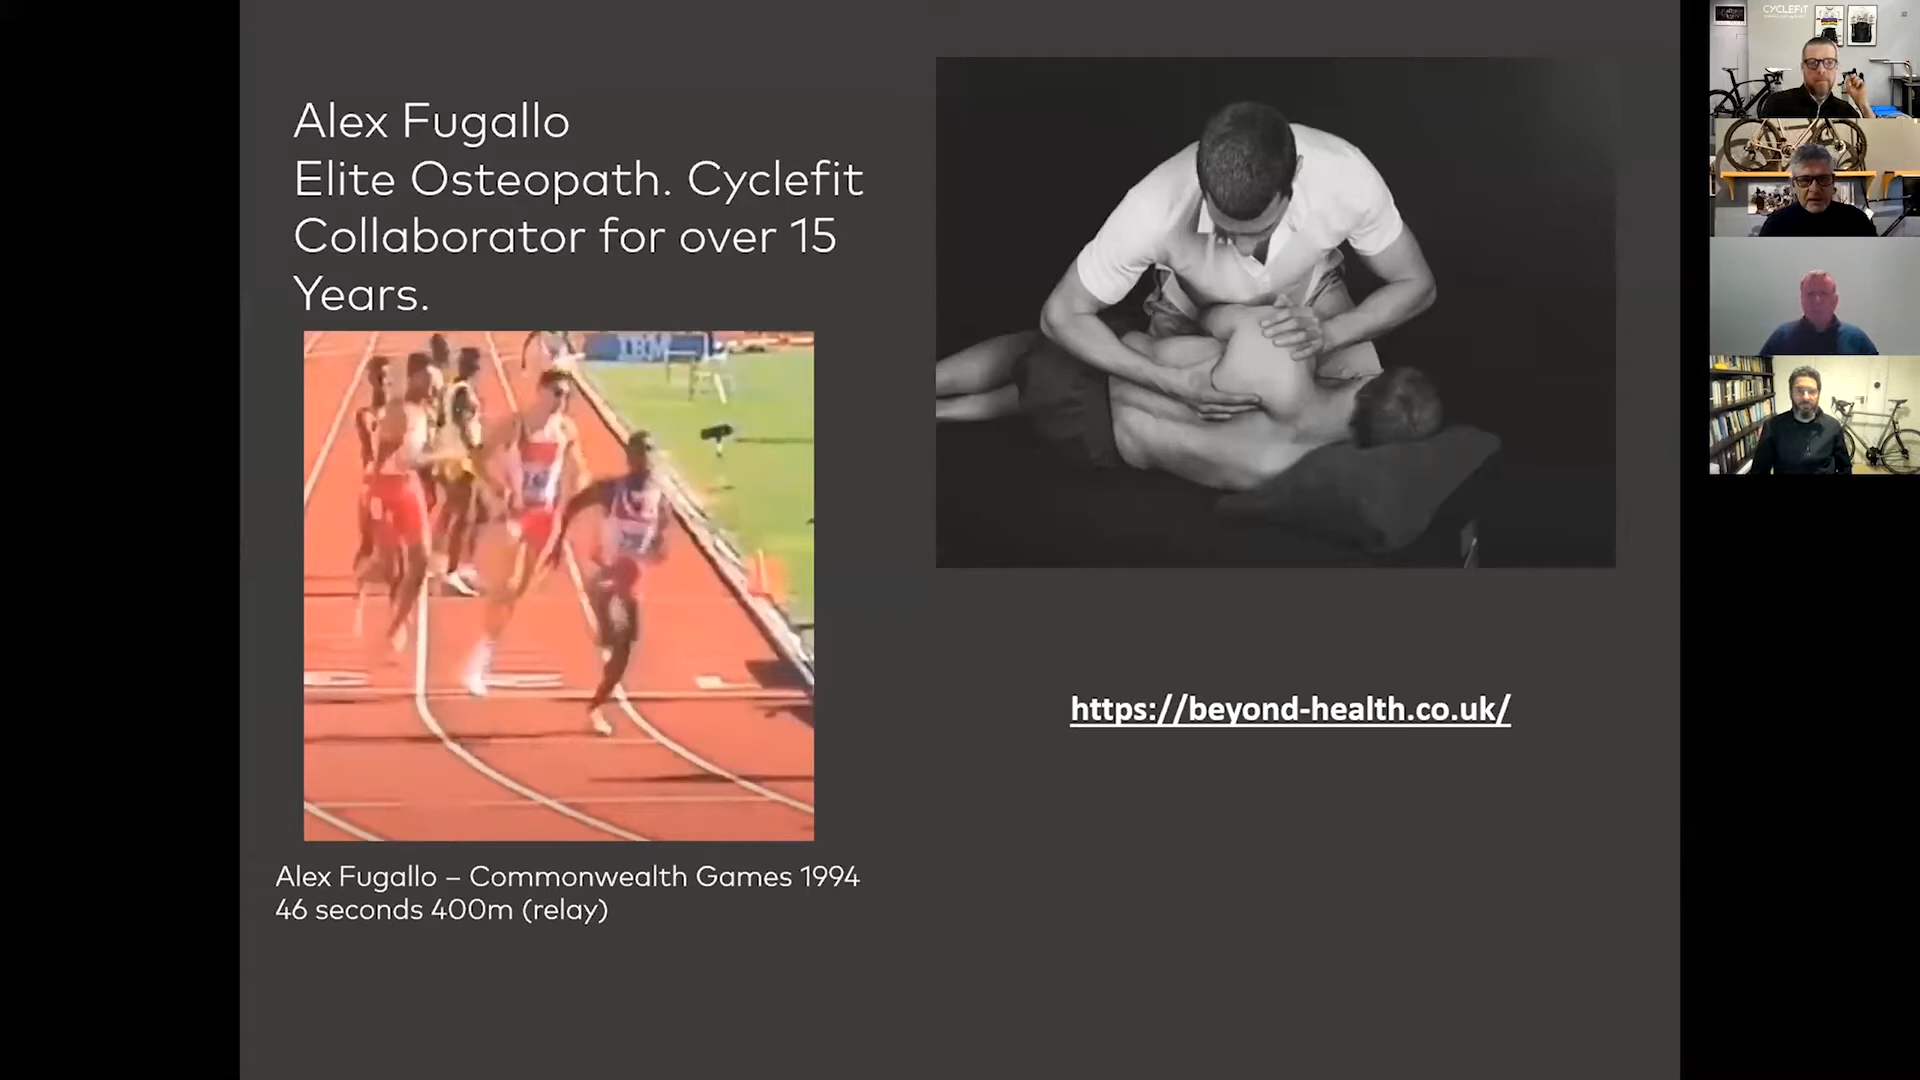 Alex Fugallo
Elite Osteopath. Cyclefit
Collaborator for over 15
Years.
IBM
https://beyond-health.co.uk/
Alex Fugallo – Commonwealth Games 1994
46 seconds 400m (relay)
CYCLEFIT